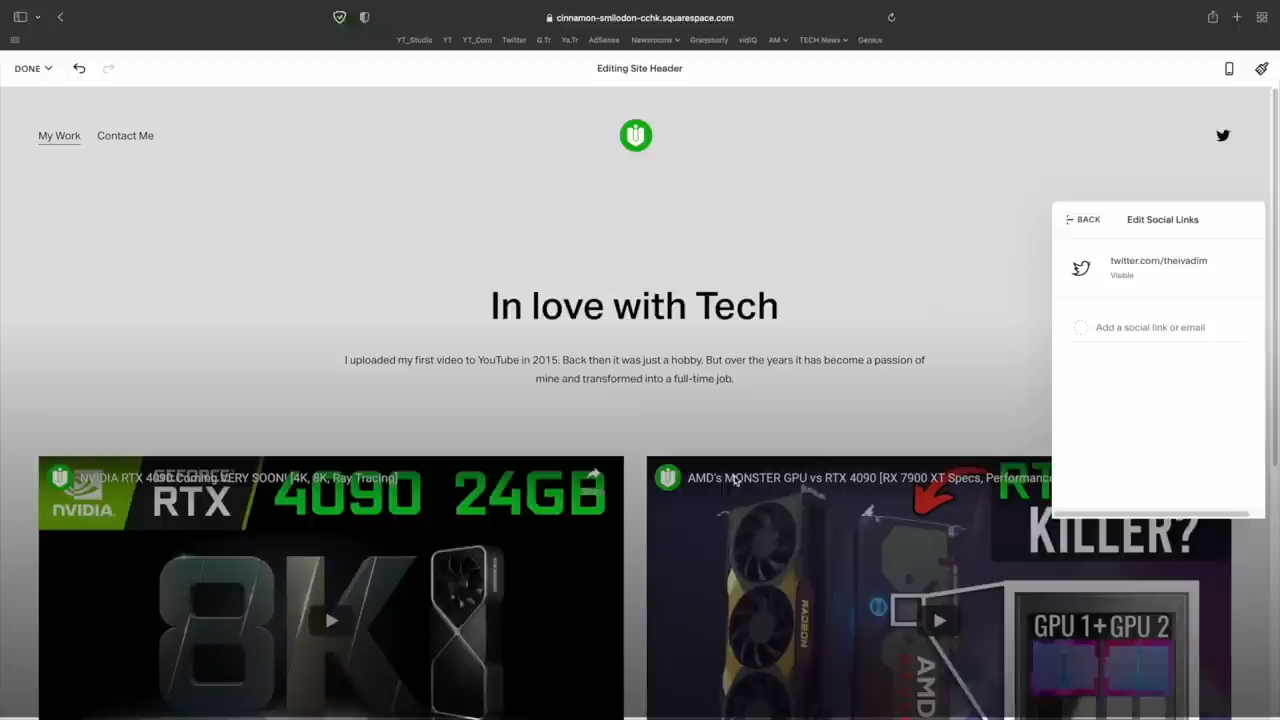 cinnamon-smilodon-cchk.squarespace.com
YT_Studio YT YT_Com Twitter G.Tr Ya.Tr AdSense Newsrooms Grammarly vidIQ AM TECH News Genius
DONE
Editing Site Header
My Work Contact Me
BACK Edit Social Links
twitter.com/theivadim
Visible
Add a social link or email
In love with Tech
I uploaded my first video to YouTube in 2015. Back then it was just a hobby. But over the years it has become a passion of
mine and transformed into a full-time job.
NVIDIA RTX 4090 Coming VERY SOON! [4K, 8K, Ray Tracing]
RTX 4090 24GB
NVIDIA.
8K
AMD's MONSTER GPU vs RTX 4090 [RX 7900 XT Specs, Performance
KILLER?
RADEON
GPU 1+GPU 2
AMD